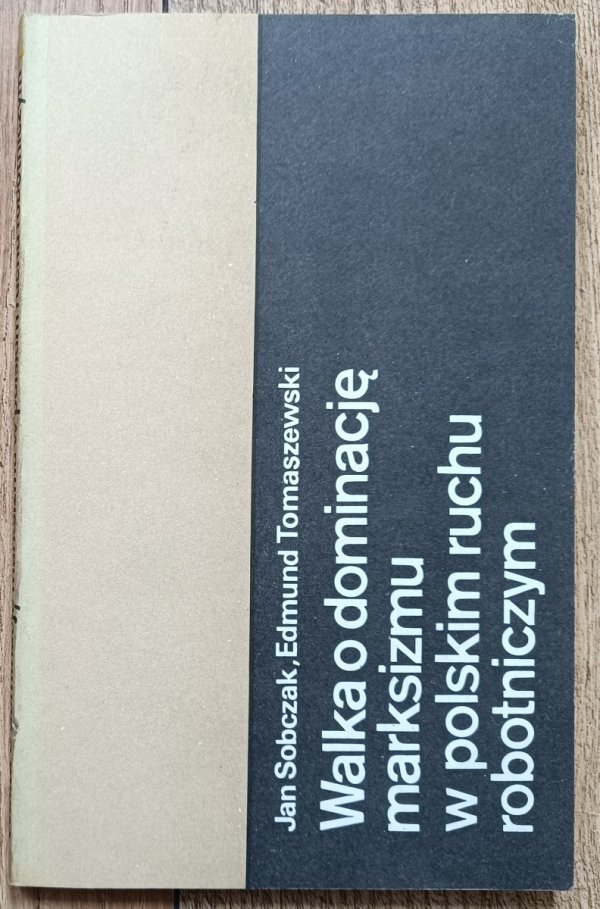 Jan Sobczak, Edmund Tomaszewski
Walka o dominację
marksizmu
w polskim ruchu
robotniczym